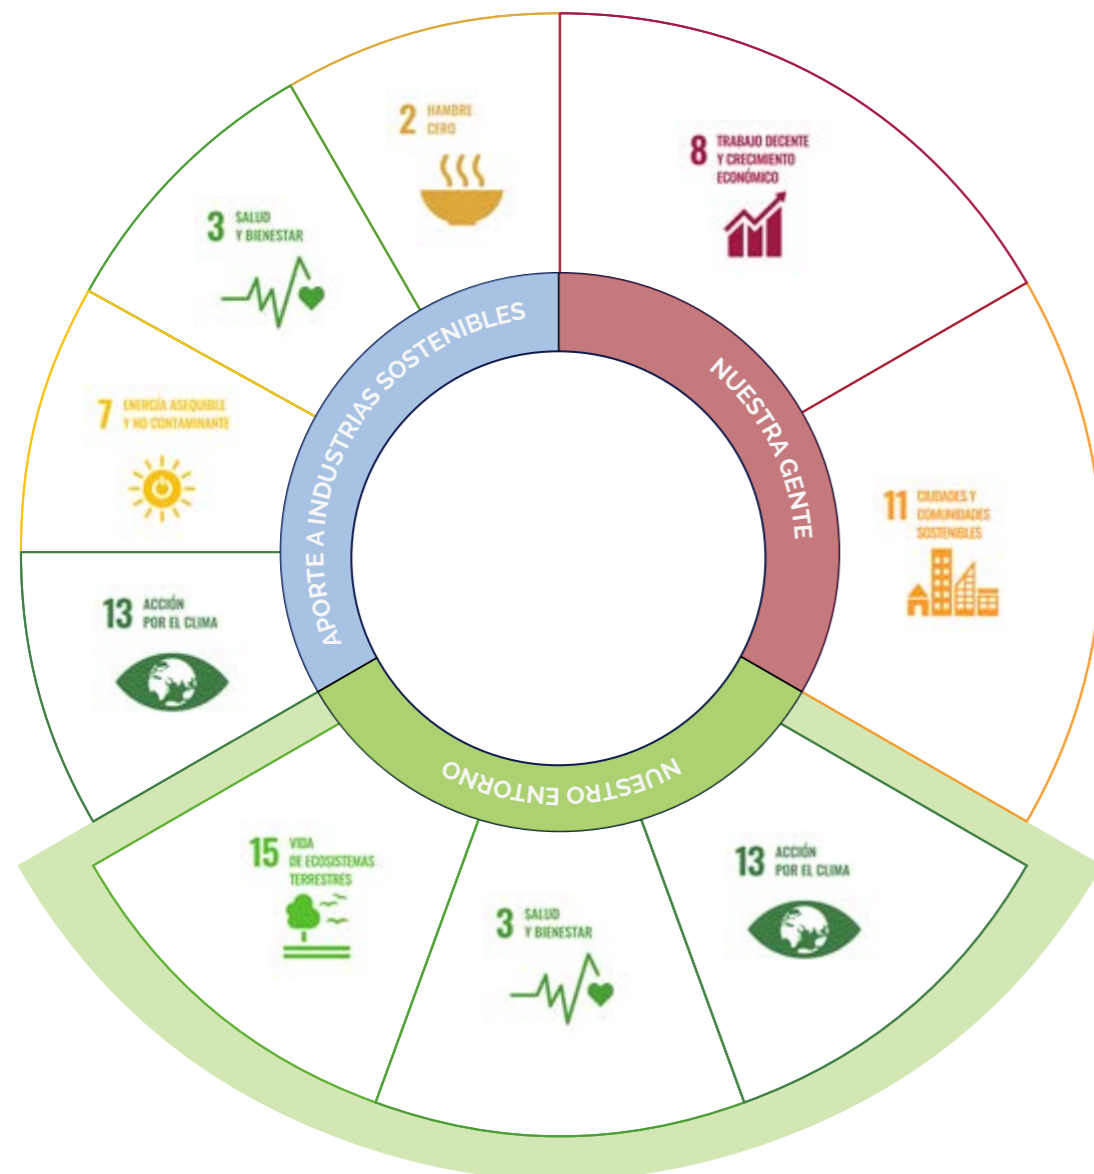 2 HAMBRE
CERO
8 TRABAJO DECENTE
Y CRECIMIENTO
ECONÓMICO
3 SALUD
Y BIENESTAR
APORTE A INDUSTRIAS SOSTENIBLES
NUESTRA GENTE
7 ENERGÍA ASEQUIBLE
Y NO CONTAMINANTE
11 CIUDADES Y
COMUNIDADES
SOSTENIBLES
13 ACCIÓN
POR EL CLIMA
NUESTRO ENTORNO
15 VIDA
DE ECOSISTEMAS
TERRESTRES
3 SALUD
Y BIENESTAR
13 ACCIÓN
POR EL CLIMA